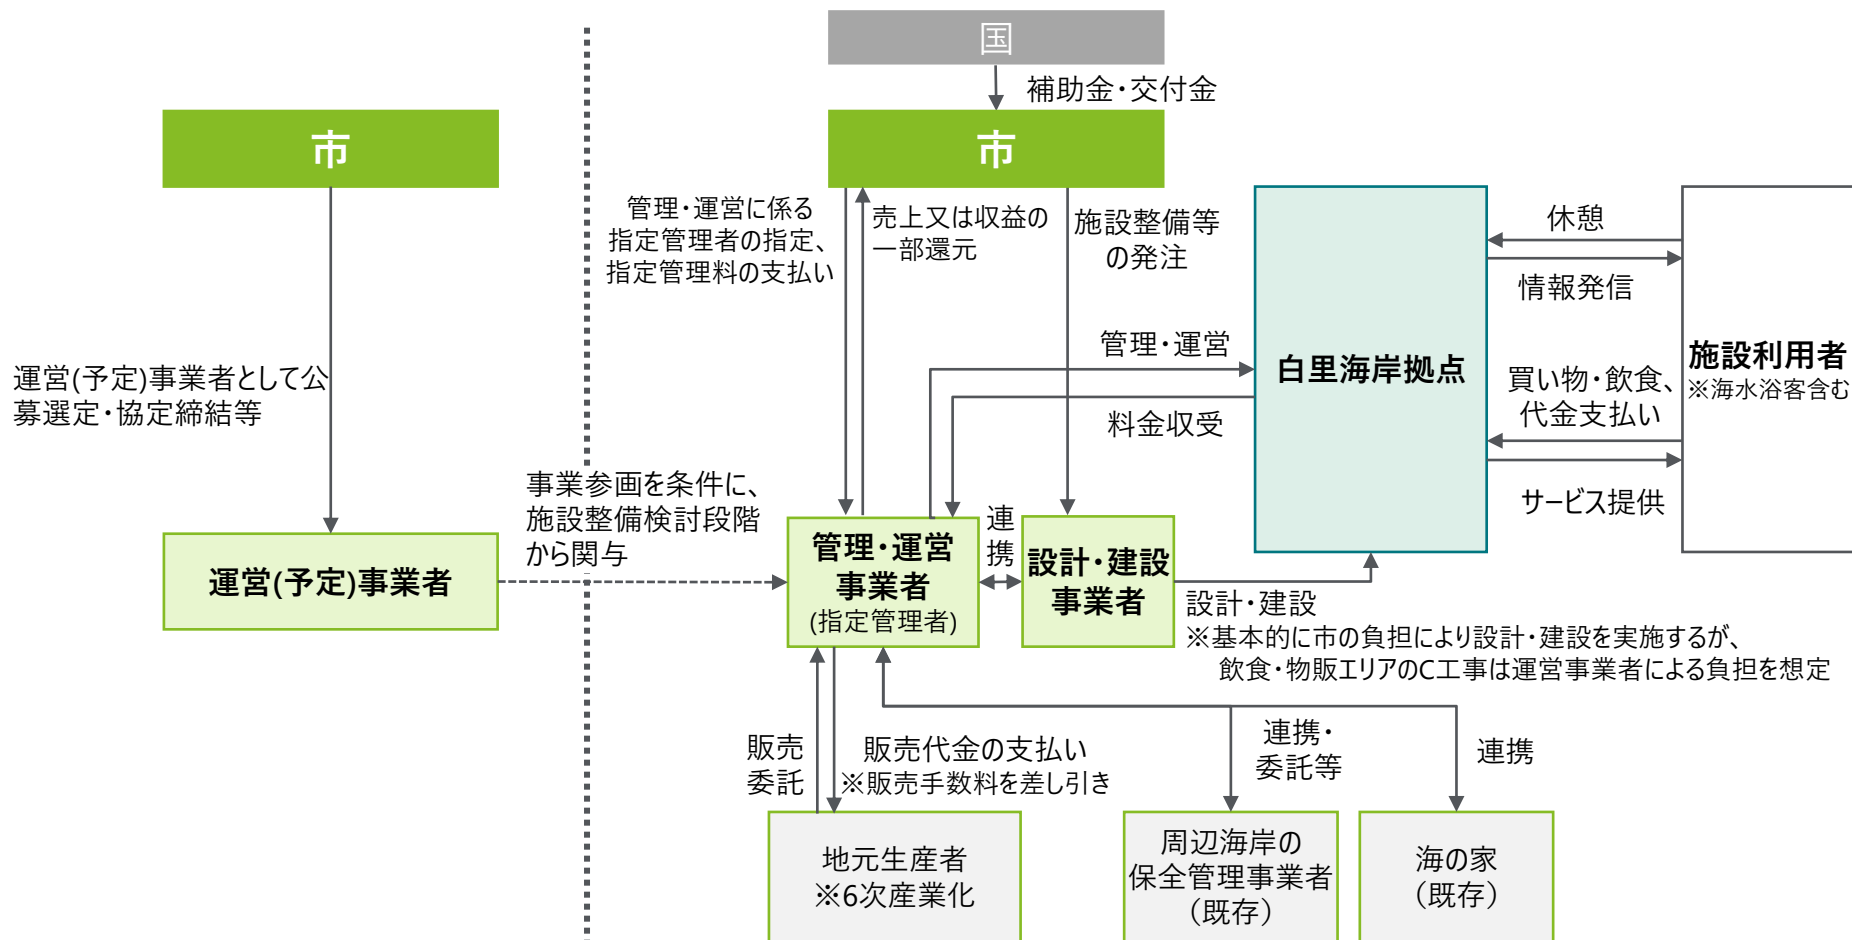 国
補助金・交付金
市
市
管理・運営に係る
指定管理者の指定、
指定管理料の支払い
売上又は収益の
一部還元
施設整備等
の発注
休憩
情報発信
管理・運営
白里海岸拠点
施設利用者
※海水浴客含む
運営(予定)事業者として公
募選定・協定締結等
買い物・飲食、
代金支払い
料金収受
サービス提供
事業参画を条件に、
施設整備検討段階
から関与
連
携
運営(予定)事業者
管理・運営
事業者
(指定管理者)
設計・建設
事業者
設計・建設
※基本的に市の負担により設計・建設を実施するが、
飲食・物販エリアのC工事は運営事業者による負担を想定
販売
委託
販売代金の支払い
※販売手数料を差し引き
連携・
委託等
連携
地元生産者
※6次産業化
周辺海岸の
保全管理事業者
（既存）
海の家
（既存）